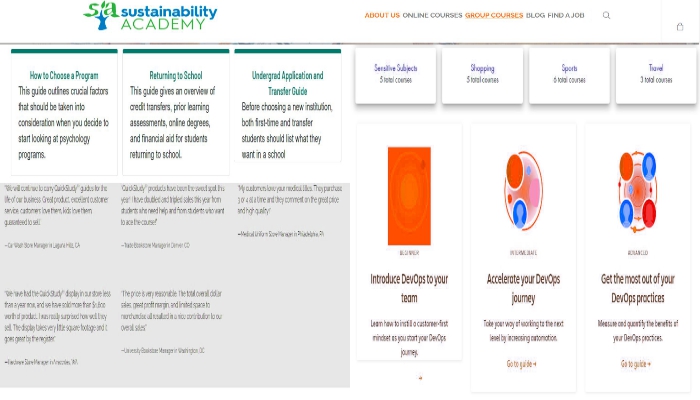 sustainability
ACADEMY
ABOUT US ONLINE COURSES GROUP COURSES BLOG FIND A JOB
How to Choose a Program
This guide outlines crucial factors
that should be taken into
consideration when you decide to
start looking at psychology
programs.
Returning to School
This guide gives an overview of
credit transfers, prior learning
assessments, online degrees,
and financial aid for students
returning to school.
Undergrad Application and
Transfer Guide
Before choosing a new institution,
both first-time and transfer
students should list what they
want in a school
Sensitive Subjects
5 total courses
Shopping
5 total courses
Sports
6 total courses
Travel
3 total courses
"We will continue to carry QuickStudy® guides for the
life of our business. Great product, excellent customer
service, customers love them, kids love them,
guaranteed to sell.
—Car Wash Store Manager in Laguna Hills, CA
"QuickStudy® products have been the sweet spot this
year. I have doubled and tripled sales this year from
students who need help and from students who want
to ace the course!"
—Trade Bookstore Manager in Denver, CO
"My customers love your medical titles. They purchase
3 or 4 at a time and they comment on the great price
and high quality."
—Medical Uniform Store Manager in Philadelphia, PA
"We have had the QuickStudy® display in our store less
than a year now, and we have sold more than
worth of product. I was really surprised how well they
sell. The display takes very little square footage and it
goes great by the register."
—Hardware Store Manager in Anacortes, WA
"The price is very reasonable. The total overall dollar
sales, great profit margin, and limited space to
merchandise all resulted in a nice contribution to our
overall sales."
—University Bookstore Manager in Washington, DC
BEGINNER
Introduce DevOps to your
team
Learn how to instill a customer-first
mindset as you start your DevOps
journey.
→
INTERMEDIATE
Accelerate your DevOps
journey
Take your way of working to the next
level by increasing automation.
Go to guide →
ADVANCED
Get the most out of your
DevOps practices
Measure and quantify the benefits of
your DevOps practices.
Go to guide →